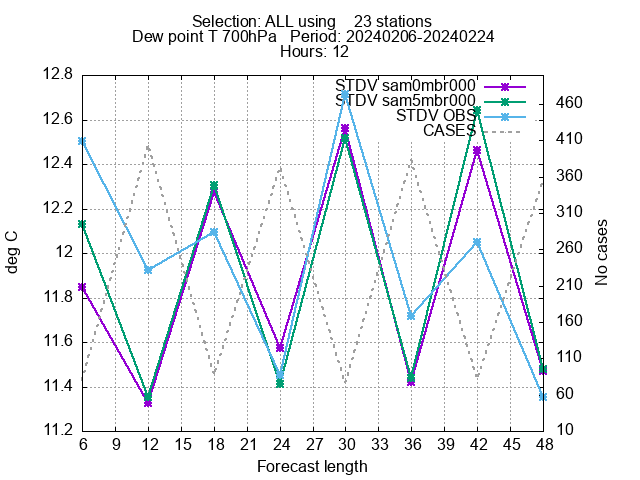 Selection: ALL using 23 stations
Dew point T 700hPa Period: 20240206-20240224
Hours: 12
STDV sam0mbr000
STDV sam5mbr000
STDV OBS
CASES
deg C
12.8
12.6
12.4
12.2
12
11.8
11.6
11.4
11.2
460
410
360
310
260
210
160
110
60
10
No cases
6 9 12 15 18 21 24 27 30 33 36 39 42 45 48
Forecast length